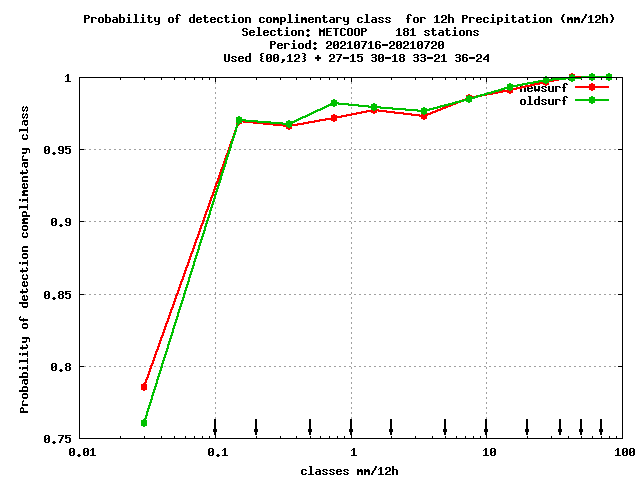 Probability of detection complimentary class  for 12h Precipitation (mm/12h)
Selection: METCOOP    181 stations
Period: 20210716-20210720
Used {00,12} + 27-15 30-18 33-21 36-24
newsurf
oldsurf
Probability of detection complimentary class
1
0.95
0.9
0.85
0.8
0.75
0.01 0.1 1 10 100
classes mm/12h